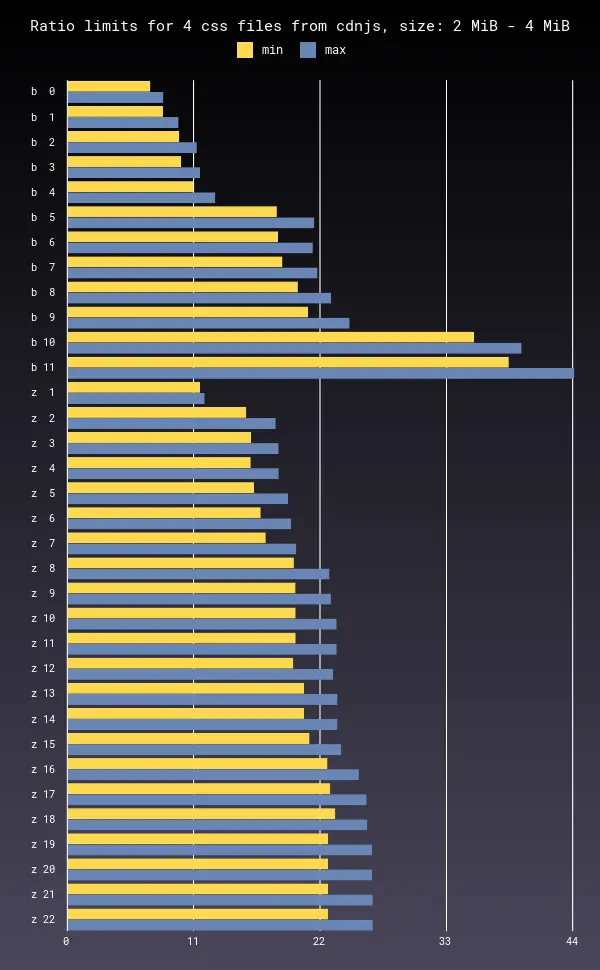 Ratio limits for 4 css files from cdnjs, size: 2 MiB - 4 MiB
min max
b 0
b 1
b 2
b 3
b 4
b 5
b 6
b 7
b 8
b 9
b 10
b 11
z 1
z 2
z 3
z 4
z 5
z 6
z 7
z 8
z 9
z 10
z 11
z 12
z 13
z 14
z 15
z 16
z 17
z 18
z 19
z 20
z 21
z 22
0 11 22 33 44